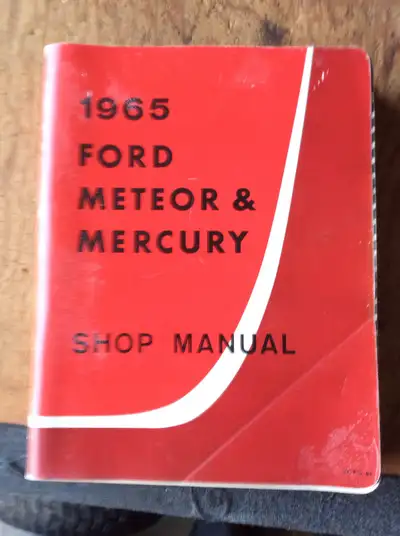 1965
FORD
METEOR &
MERCURY
SHOP MANUAL